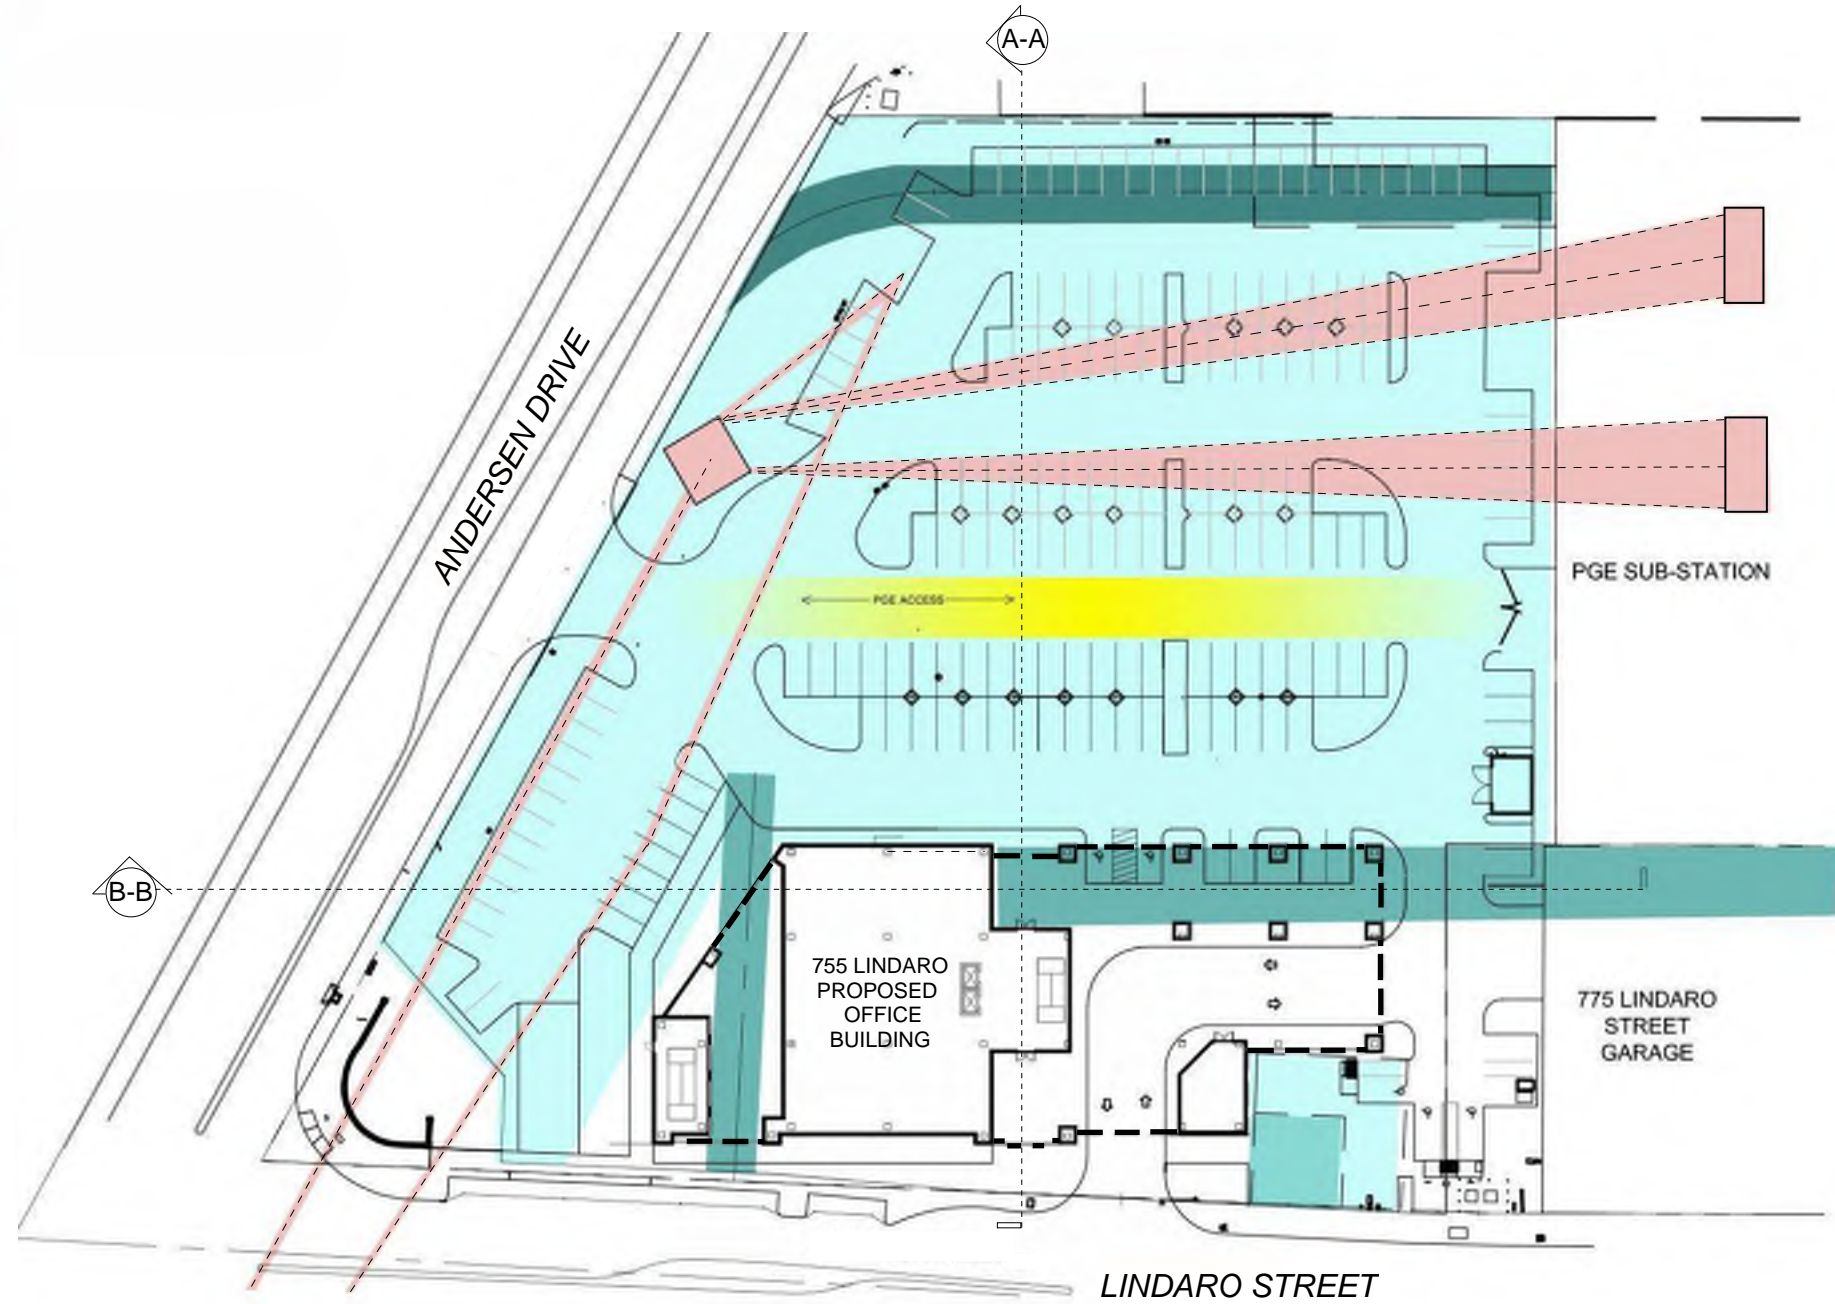 A-A
ANDERSEN DRIVE
PGE SUB-STATION
PGE ACCESS
B-B
755 LINDARO
PROPOSED
OFFICE
BUILDING
775 LINDARO
STREET
GARAGE
LINDARO STREET